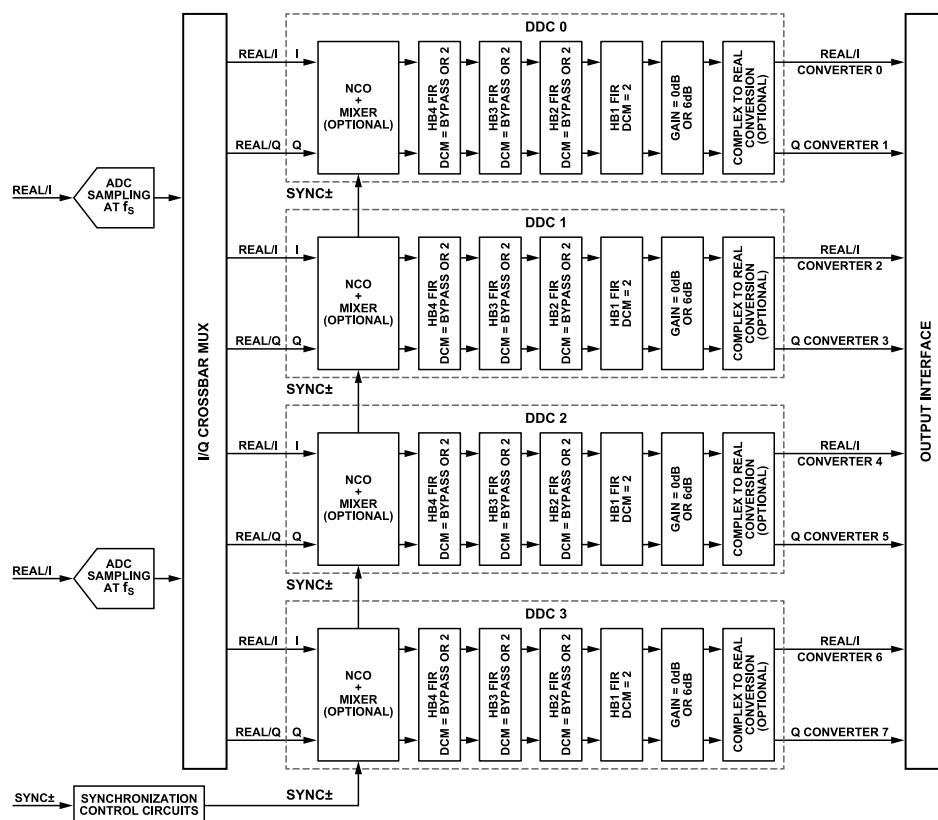 DDC 0
REAL/I I
REAL/Q Q
NCO
+
MIXER
(OPTIONAL)
HB4 FIR
DCM = BYPASS OR 2
HB3 FIR
DCM = BYPASS OR 2
HB2 FIR
DCM = BYPASS OR 2
HB1 FIR
DCM = 2
GAIN = 0dB
OR 6dB
COMPLEX TO REAL
CONVERSION
(OPTIONAL)
REAL/I
CONVERTER 0
Q CONVERTER 1
SYNC±
REAL/I
ADC
SAMPLING
AT fS
I/Q CROSSBAR MUX
OUTPUT INTERFACE
DDC 1
REAL/I I
REAL/Q Q
NCO
+
MIXER
(OPTIONAL)
HB4 FIR
DCM = BYPASS OR 2
HB3 FIR
DCM = BYPASS OR 2
HB2 FIR
DCM = BYPASS OR 2
HB1 FIR
DCM = 2
GAIN = 0dB
OR 6dB
COMPLEX TO REAL
CONVERSION
(OPTIONAL)
REAL/I
CONVERTER 2
Q CONVERTER 3
SYNC±
DDC 2
REAL/I I
REAL/Q Q
NCO
+
MIXER
(OPTIONAL)
HB4 FIR
DCM = BYPASS OR 2
HB3 FIR
DCM = BYPASS OR 2
HB2 FIR
DCM = BYPASS OR 2
HB1 FIR
DCM = 2
GAIN = 0dB
OR 6dB
COMPLEX TO REAL
CONVERSION
(OPTIONAL)
REAL/I
CONVERTER 4
Q CONVERTER 5
SYNC±
REAL/I
ADC
SAMPLING
AT fS
DDC 3
REAL/I I
REAL/Q Q
NCO
+
MIXER
(OPTIONAL)
HB4 FIR
DCM = BYPASS OR 2
HB3 FIR
DCM = BYPASS OR 2
HB2 FIR
DCM = BYPASS OR 2
HB1 FIR
DCM = 2
GAIN = 0dB
OR 6dB
COMPLEX TO REAL
CONVERSION
(OPTIONAL)
REAL/I
CONVERTER 6
Q CONVERTER 7
SYNC±
SYNC±
SYNCHRONIZATION
CONTROL CIRCUITS